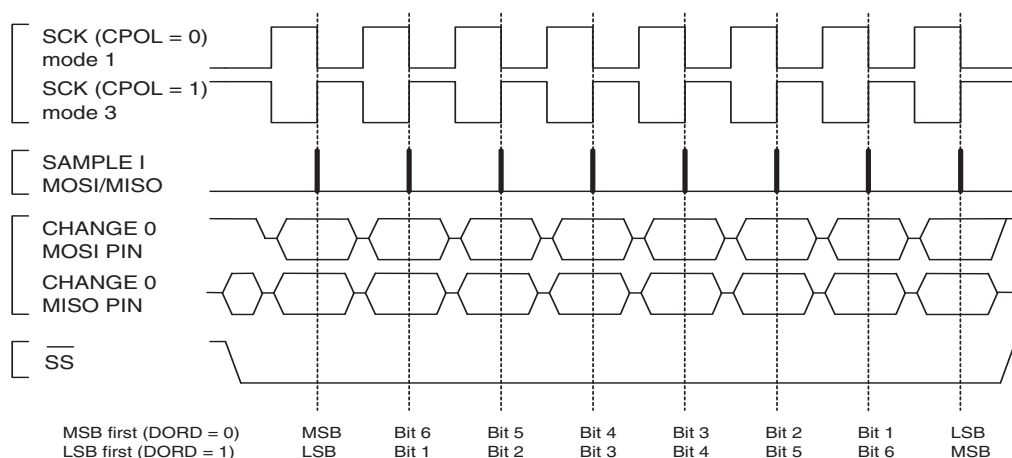 SCK (CPOL = 0)
mode 1
SCK (CPOL = 1)
mode 3
SAMPLE I
MOSI/MISO
CHANGE 0
MOSI PIN
CHANGE 0
MISO PIN
SS
MSB first (DORD = 0) MSB Bit 6 Bit 5 Bit 4 Bit 3 Bit 2 Bit 1 LSB
LSB first (DORD = 1) LSB Bit 1 Bit 2 Bit 3 Bit 4 Bit 5 Bit 6 MSB